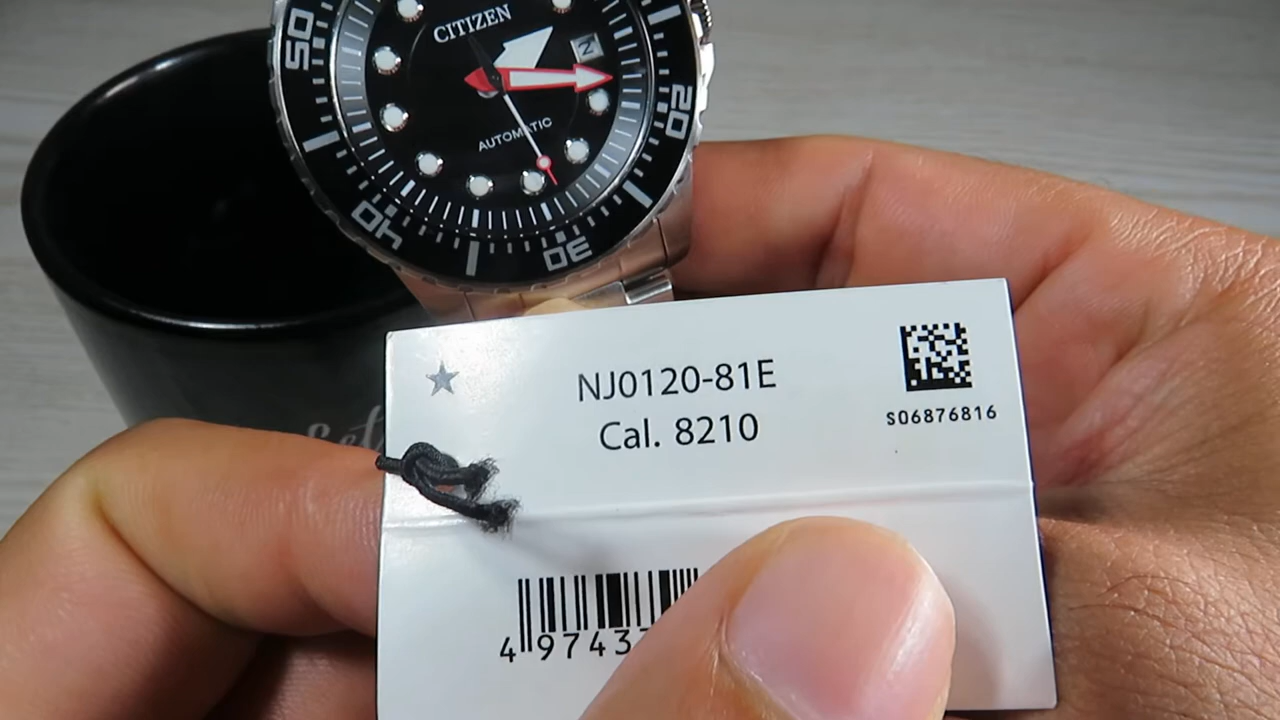 50
CITIZEN
20
AUTOMATIC
40
30
NJ0120-81E
Cal. 8210
S06876816
4 9743